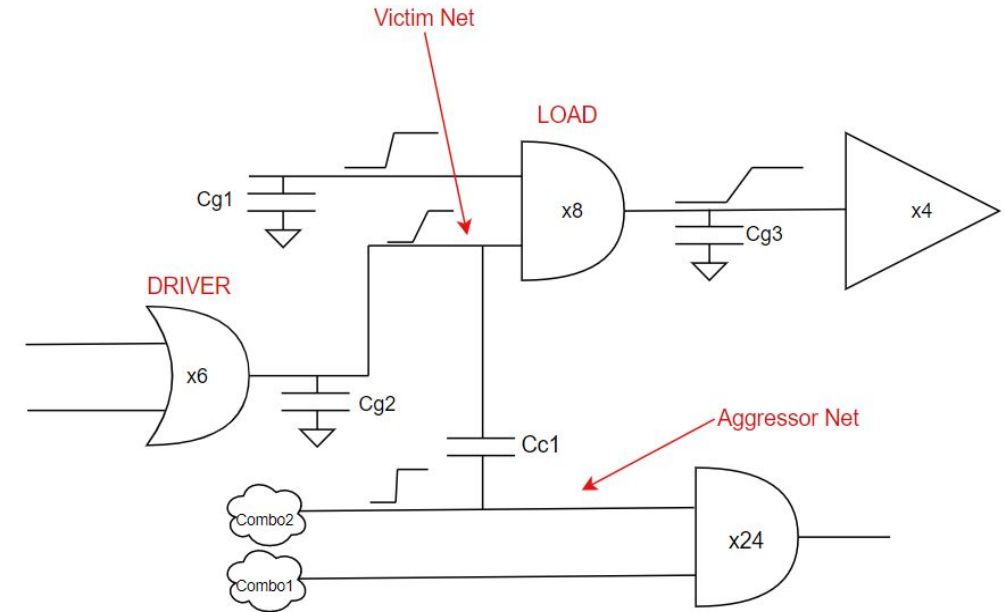 Victim Net
LOAD
Cg1
x8
x4
Cg3
DRIVER
x6
Cg2
Aggressor Net
Cc1
Combo2
x24
Combo1